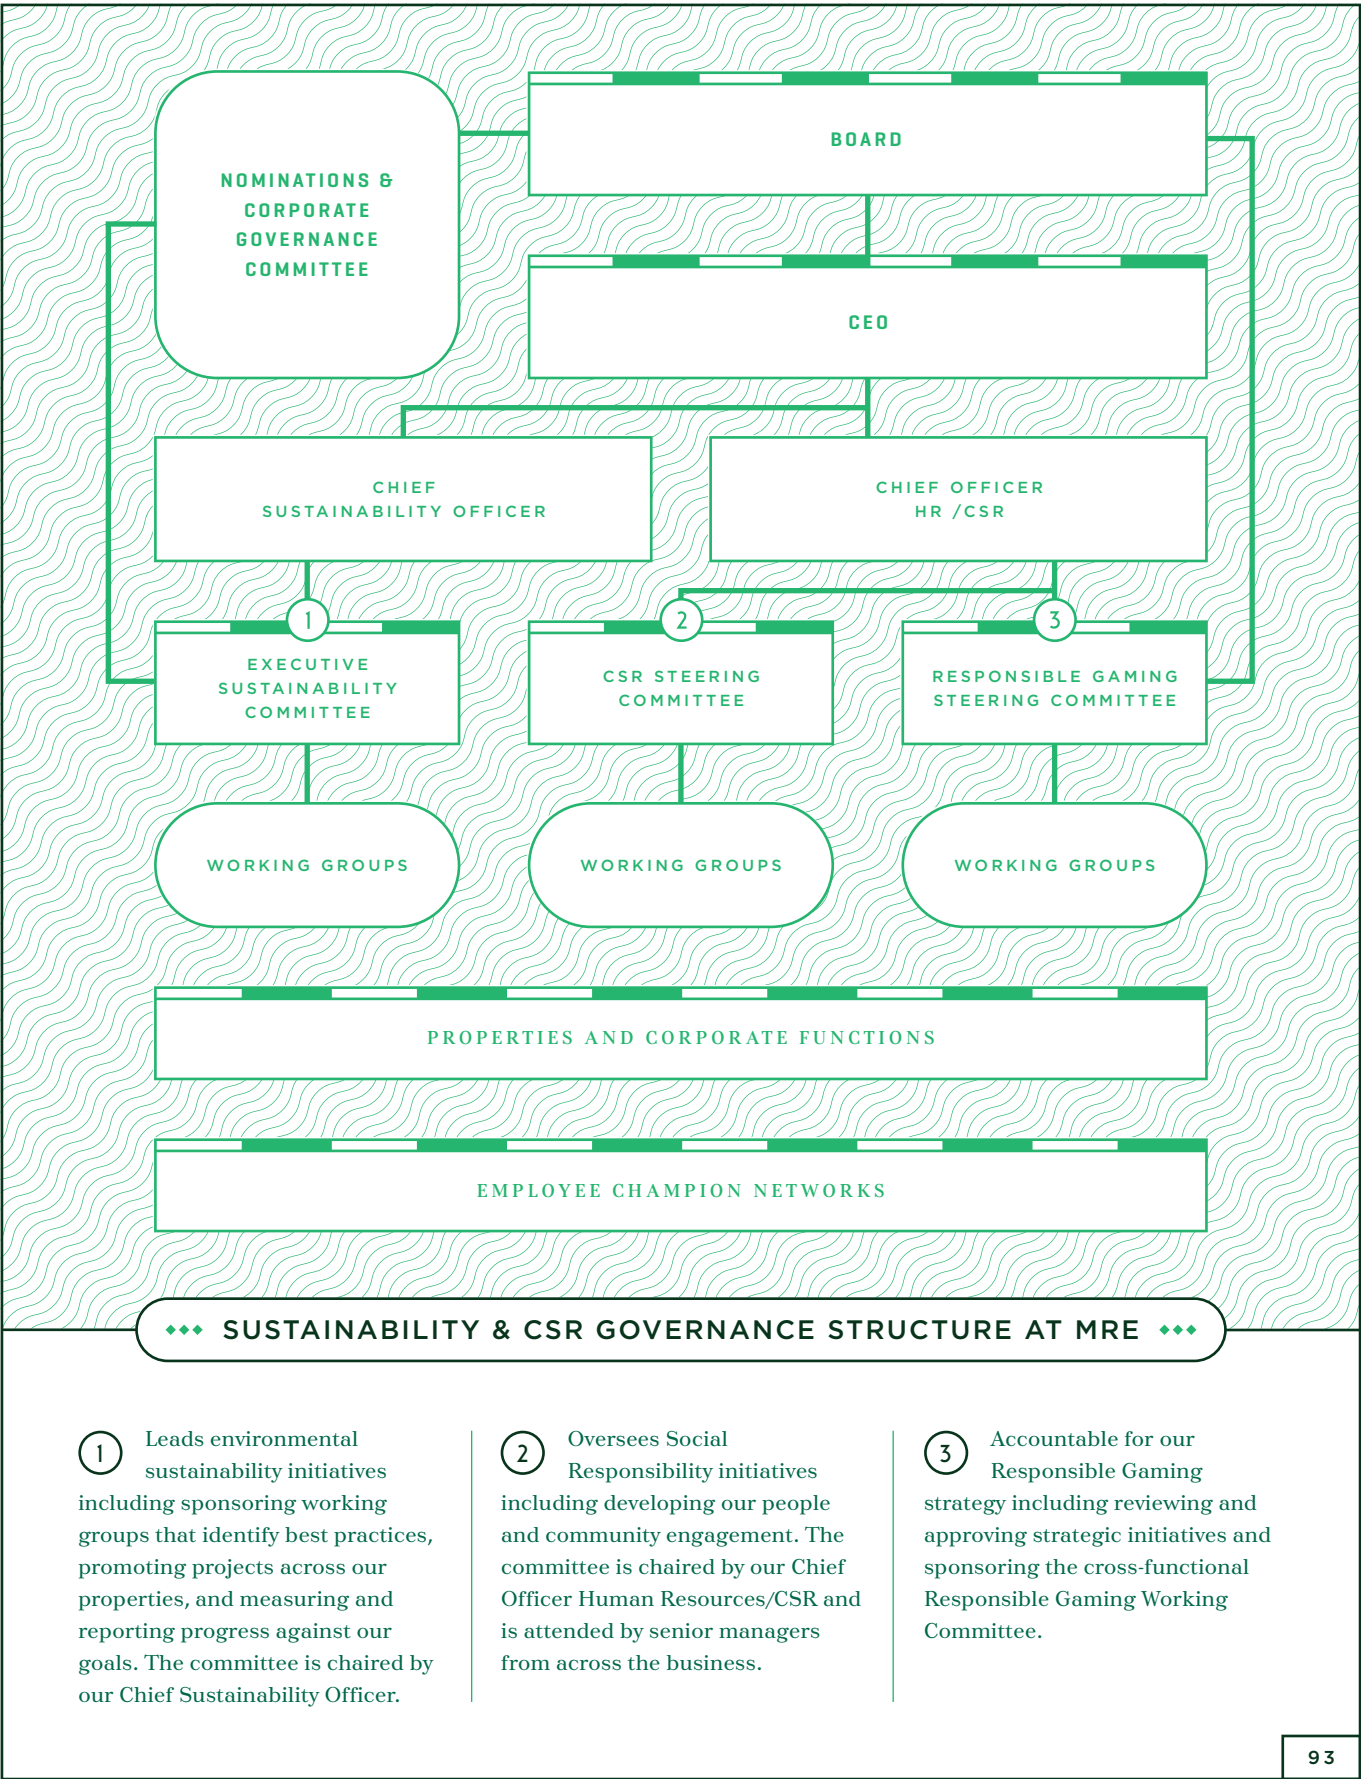 NOMINATIONS &
CORPORATE
GOVERNANCE
COMMITTEE
BOARD
CEO
CHIEF
SUSTAINABILITY OFFICER
CHIEF OFFICER
HR /CSR
1
EXECUTIVE
SUSTAINABILITY
COMMITTEE
2
CSR STEERING
COMMITTEE
3
RESPONSIBLE GAMING
STEERING COMMITTEE
WORKING GROUPS
WORKING GROUPS
WORKING GROUPS
PROPERTIES AND CORPORATE FUNCTIONS
EMPLOYEE CHAMPION NETWORKS
SUSTAINABILITY & CSR GOVERNANCE STRUCTURE AT MRE
1
Leads environmental
sustainability initiatives
including sponsoring working
groups that identify best practices,
promoting projects across our
properties, and measuring and
reporting progress against our
goals. The committee is chaired by
our Chief Sustainability Officer.
2
Oversees Social
Responsibility initiatives
including developing our people
and community engagement. The
committee is chaired by our Chief
Officer Human Resources/CSR and
is attended by senior managers
from across the business.
3
Accountable for our
Responsible Gaming
strategy including reviewing and
approving strategic initiatives and
sponsoring the cross-functional
Responsible Gaming Working
Committee.
93